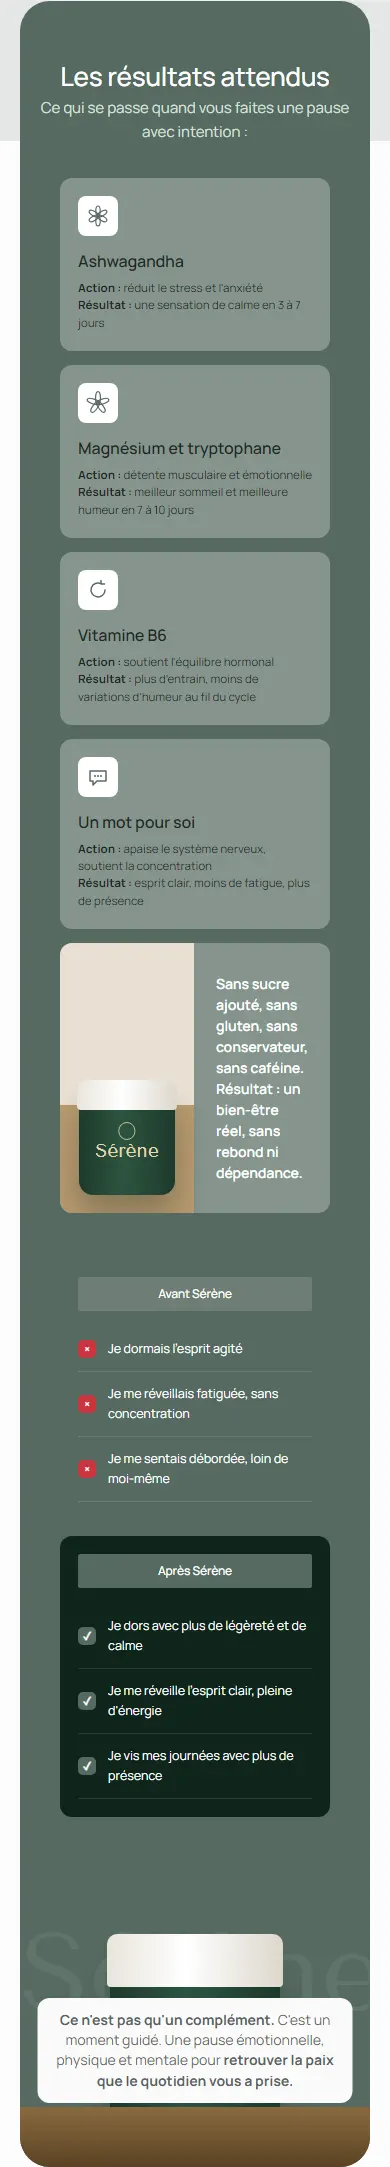 Les résultats attendus
Ce qui se passe quand vous faites une pause
avec intention :
Ashwagandha
Action : réduit le stress et l'anxiété
Résultat : une sensation de calme en 3 à 7
jours
Magnésium et tryptophane
Action : détente musculaire et émotionnelle
Résultat : meilleur sommeil et meilleure
humeur en 7 à 10 jours
Vitamine B6
Action : soutient l'équilibre hormonal
Résultat : plus d'entrain, moins de
variations d'humeur au fil du cycle
Un mot pour soi
Action : apaise le système nerveux,
soutient la concentration
Résultat : esprit clair, moins de fatigue, plus
de présence
Sans sucre
ajouté, sans
gluten, sans
conservateur,
sans caféine.
Résultat : un
bien-être
réel, sans
rebond ni
dépendance.
Sérène
Avant Sérène
Je dormais l'esprit agité
Je me réveillais fatiguée, sans
concentration
Je me sentais débordée, loin de
moi-même
Après Sérène
Je dors avec plus de légèreté et de
calme
Je me réveille l'esprit clair, pleine
d'énergie
Je vis mes journées avec plus de
présence
Ce n'est pas qu'un complément. C'est un
moment guidé. Une pause émotionnelle,
physique et mentale pour retrouver la paix
que le quotidien vous a prise.